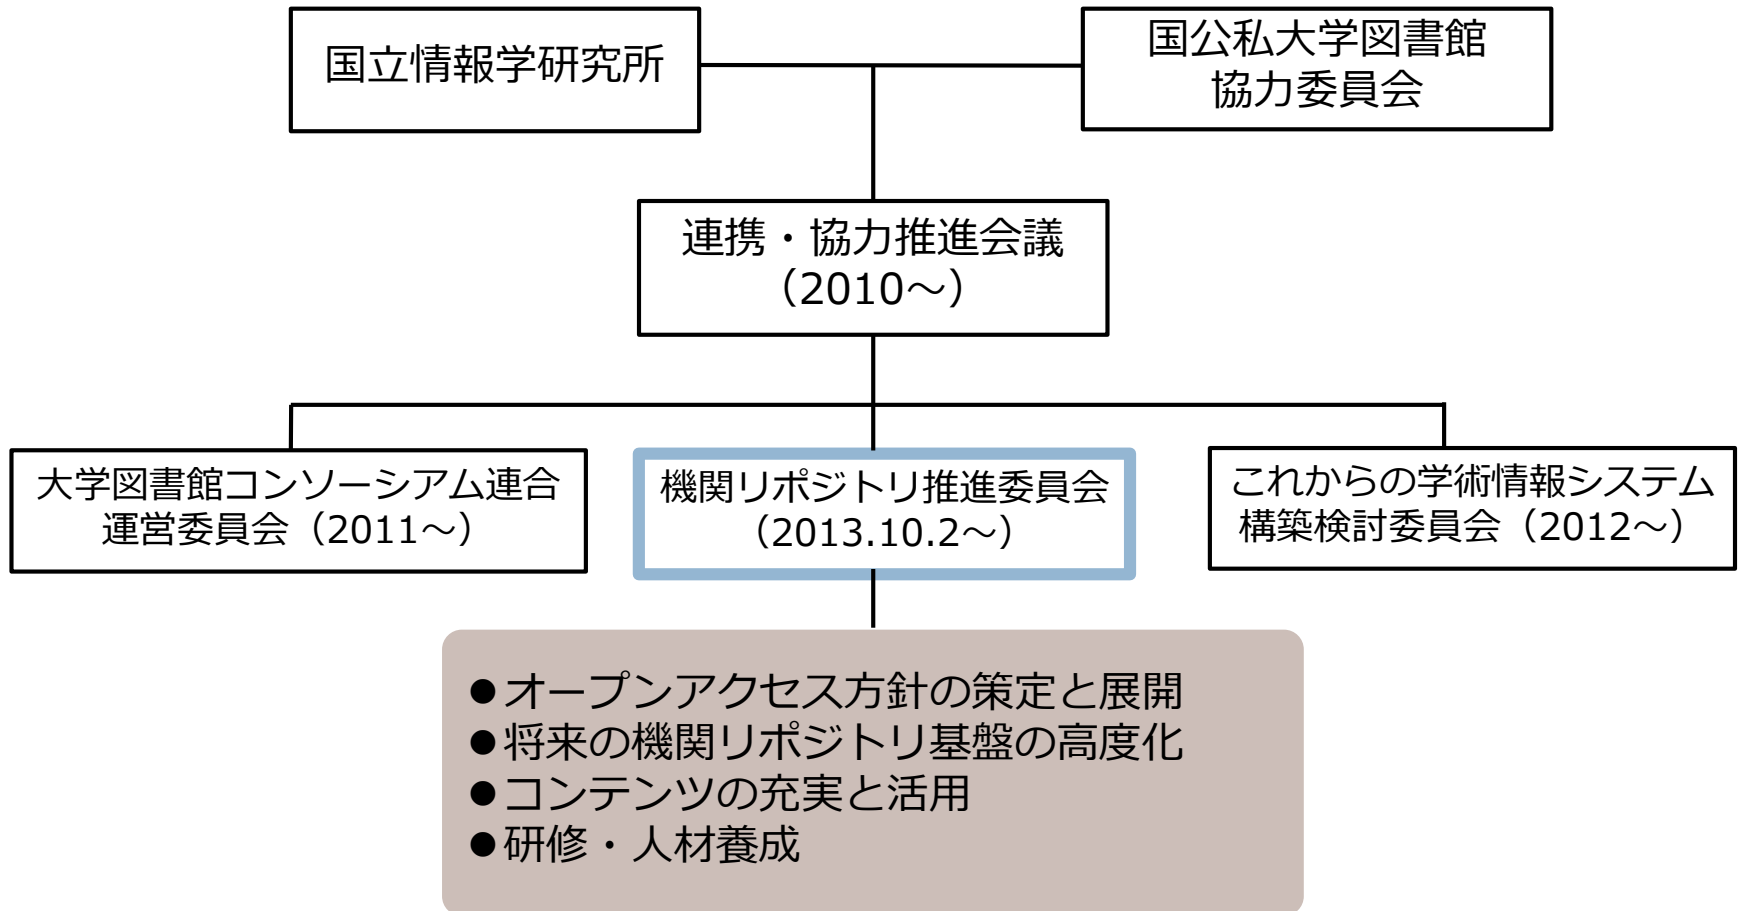 国立情報学研究所
国公私大学図書館
協力委員会
連携・協力推進会議
（2010～）
大学図書館コンソーシアム連合
運営委員会（2011～）
機関リポジトリ推進委員会
（2013.10.2～）
これからの学術情報システム
構築検討委員会（2012～）
●オープンアクセス方針の策定と展開
●将来の機関リポジトリ基盤の高度化
●コンテンツの充実と活用
●研修・人材養成